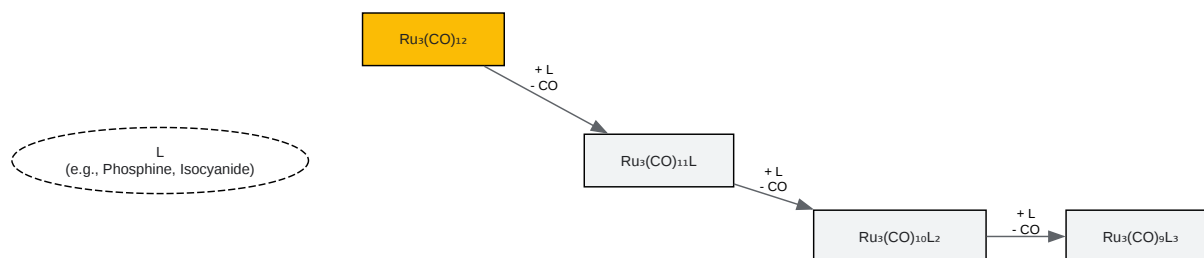 Ru₃(CO)₁₂
+ L
- CO
L
(e.g., Phosphine, Isocyanide)
Ru₃(CO)₁₁L
+ L
- CO
Ru₃(CO)₁₀L₂
+ L
- CO
Ru₃(CO)₉L₃